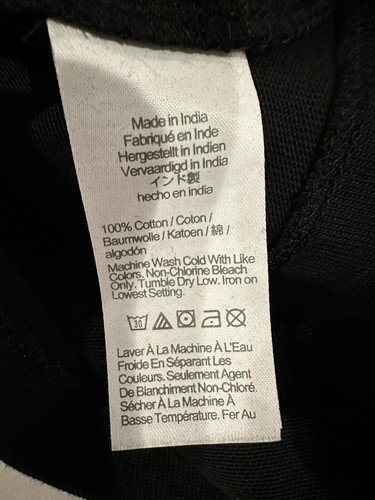 Made in India
Fabriqué en Inde
Hergestellt in Indien
Vervaardigd in India
インド製
hecho en india
100% Cotton / Coton /
Baumwolle / Katoen / 綿 /
algodón
Machine Wash Cold With Like
Colors. Non-Chlorine Bleach
Only. Tumble Dry Low. Iron on
Lowest Setting.
30
Laver À La Machine À L'Eau
Froide En Séparant Les
Couleurs. Seulement Agent
De Blanchiment Non-Chloré.
Sécher À La Machine À
Basse Température. Fer Au